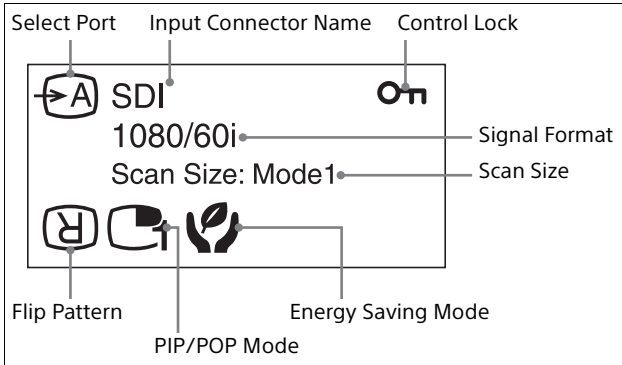 Select Port Input Connector Name Control Lock
A SDI
1080/60i Signal Format
Scan Size: Mode1 Scan Size
R
Flip Pattern Energy Saving Mode
PIP/POP Mode